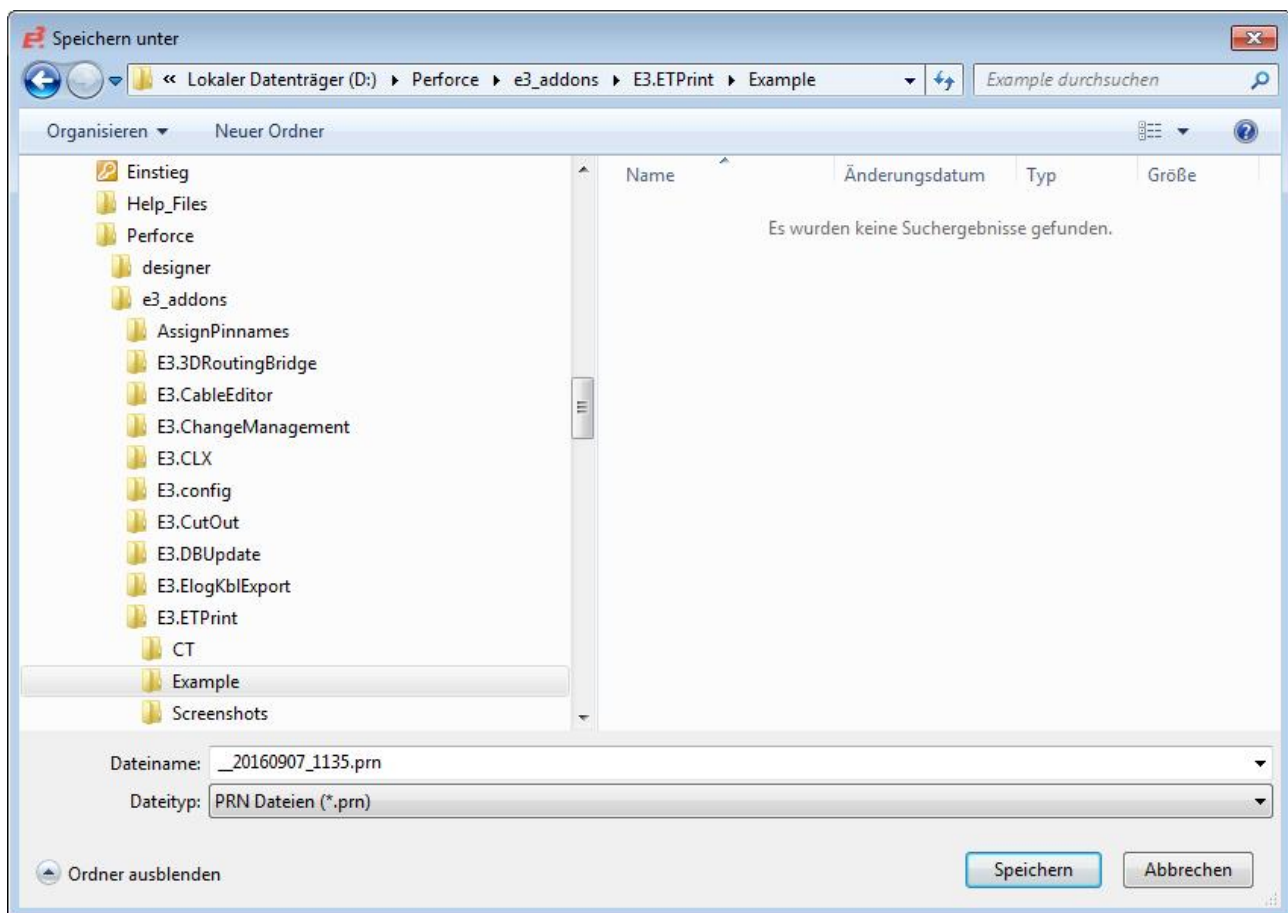 Speichern unter
« Lokaler Datenträger (D:) Perforce e3_addons E3.ETPrint Example Example durchsuchen
Organisieren Neuer Ordner
Name Änderungsdatum Typ Größe
Es wurden keine Suchergebnisse gefunden.
Einstieg
Help_Files
Perforce
designer
e3_addons
AssignPinnames
E3.3DRoutingBridge
E3.CableEditor
E3.ChangeManagement
E3.CLX
E3.config
E3.CutOut
E3.DBUpdate
E3.ElogKblExport
E3.ETPrint
CT
Example
Screenshots
Dateiname: __20160907_1135.prn
Dateityp: PRN Dateien (*.prn)
Ordner ausblenden Speichern Abbrechen